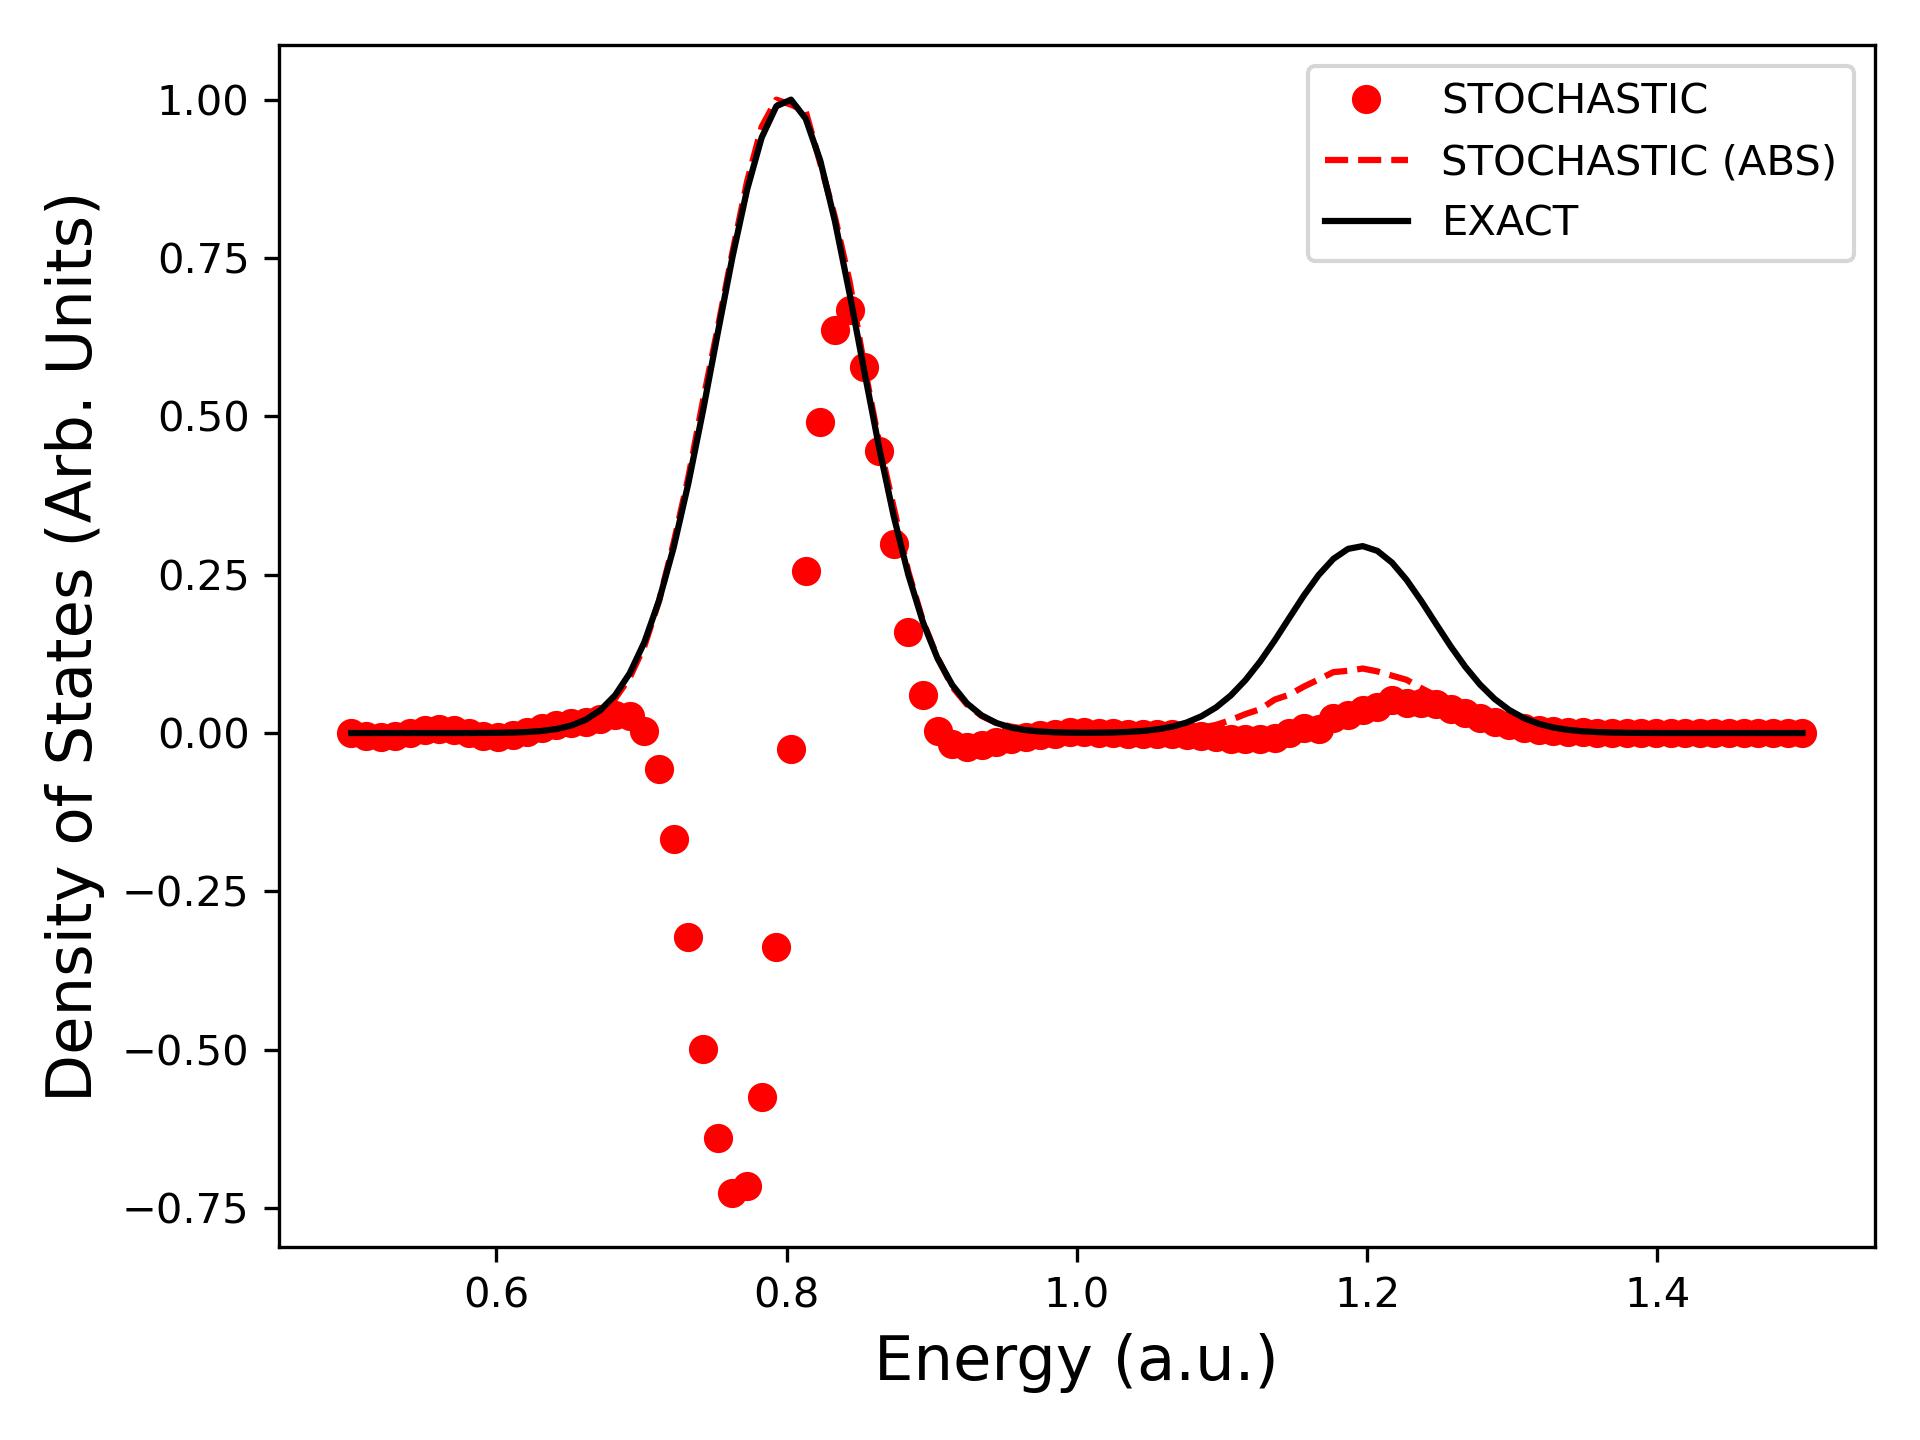 Density of States (Arb. Units)
1.00
0.75
0.50
0.25
0.00
−0.25
−0.50
−0.75
STOCHASTIC
STOCHASTIC (ABS)
EXACT
0.6 0.8 1.0 1.2 1.4
Energy (a.u.)